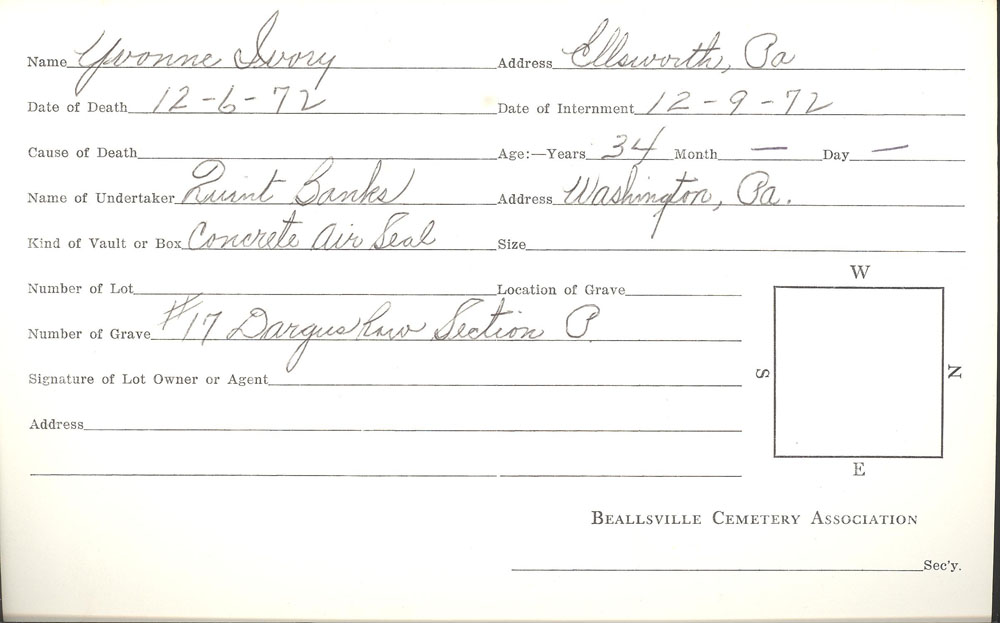 Name Yvonne Ivory Address Ellsworth, Pa
Date of Death 12-6-72 Date of Internment 12-9-72
Cause of Death Age:—Years 34 Month — Day —
Name of Undertaker Quint Banks Address Washington, Pa.
Kind of Vault or Box Concrete Air Seal Size
W
Number of Lot Location of Grave
Number of Grave #17 Section P
S N
Signature of Lot Owner or Agent
Address
E
BEALLSVILLE CEMETERY ASSOCIATION
Sec'y.